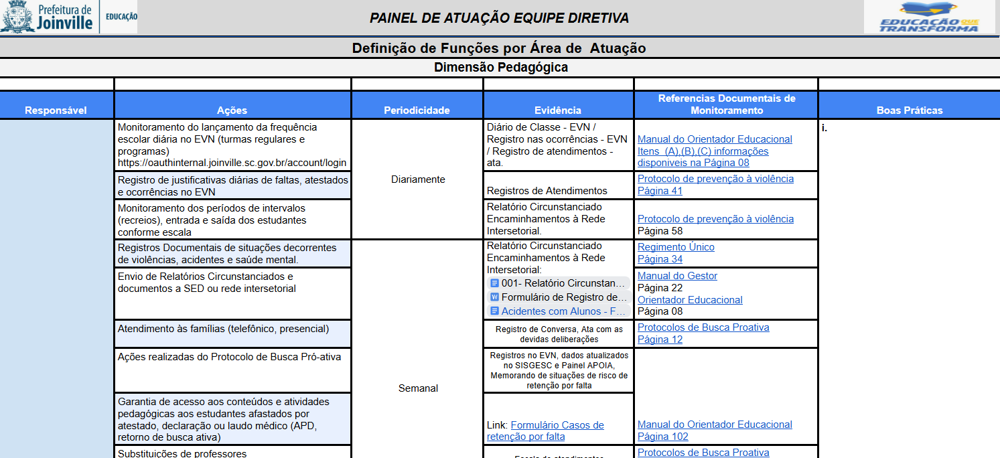 Prefeitura de
Joinville
EDUCAÇÃO
PAINEL DE ATUAÇÃO EQUIPE DIRETIVA
EDUCAÇÃO QUE
TRANSFORMA
Definição de Funções por Área de  Atuação
Dimensão Pedagógica
Responsável
Ações
Periodicidade
Evidência
Referencias Documentais de
Monitoramento
Boas Práticas
Monitoramento do lançamento da frequência
escolar diária no EVN (turmas regulares e
programas)
https://oauthinternal.joinville.sc.gov.br/account/login
Diariamente
Diário de Classe - EVN /
Registro nas ocorrências - EVN
/ Registro de atendimentos -
ata.
Manual do Orientador Educacional
Itens  (A),(B),(C) informações
disponiveis na Página 08
i.
Registro de justificativas diárias de faltas, atestados
e ocorrências no EVN
Registros de Atendimentos
Protocolo de prevenção à violência
Página 41
Monitoramento dos períodos de intervalos
(recreios), entrada e saída dos estudantes
conforme escala
Relatório Circunstanciado
Encaminhamentos à Rede
Intersetorial.
Protocolo de prevenção à violência
Página 58
Registros Documentais de situações decorrentes
de violências, acidentes e saúde mental.
Semanal
Relatório Circunstanciado
Encaminhamentos à Rede
Intersetorial:
001- Relatório Circunstan...
Formulário de Registro de...
Acidentes com Alunos - F...
Regimento Único
Página 34
Envio de Relatórios Circunstanciados e
documentos a SED ou rede intersetorial
Manual do Gestor
Página 22
Orientador Educacional
Página 08
Atendimento às famílias (telefônico, presencial)
Registro de Conversa, Ata com as
devidas deliberações
Protocolos de Busca Proativa
Página 12
Ações realizadas do Protocolo de Busca Pró-ativa
Registros no EVN, dados atualizados
no SISGESC e Painel APOIA,
Memorando de situações de risco de
retenção por falta
Garantia de acesso aos conteúdos e atividades
pedagógicas aos estudantes afastados por
atestado, declaração ou laudo médico (APD,
retorno de busca ativa)
Link: Formulário Casos de
retenção por falta
Manual do Orientador Educacional
Página 102
Substituições de professores
Escala de atendimentos
Protocolos de Busca Proativa